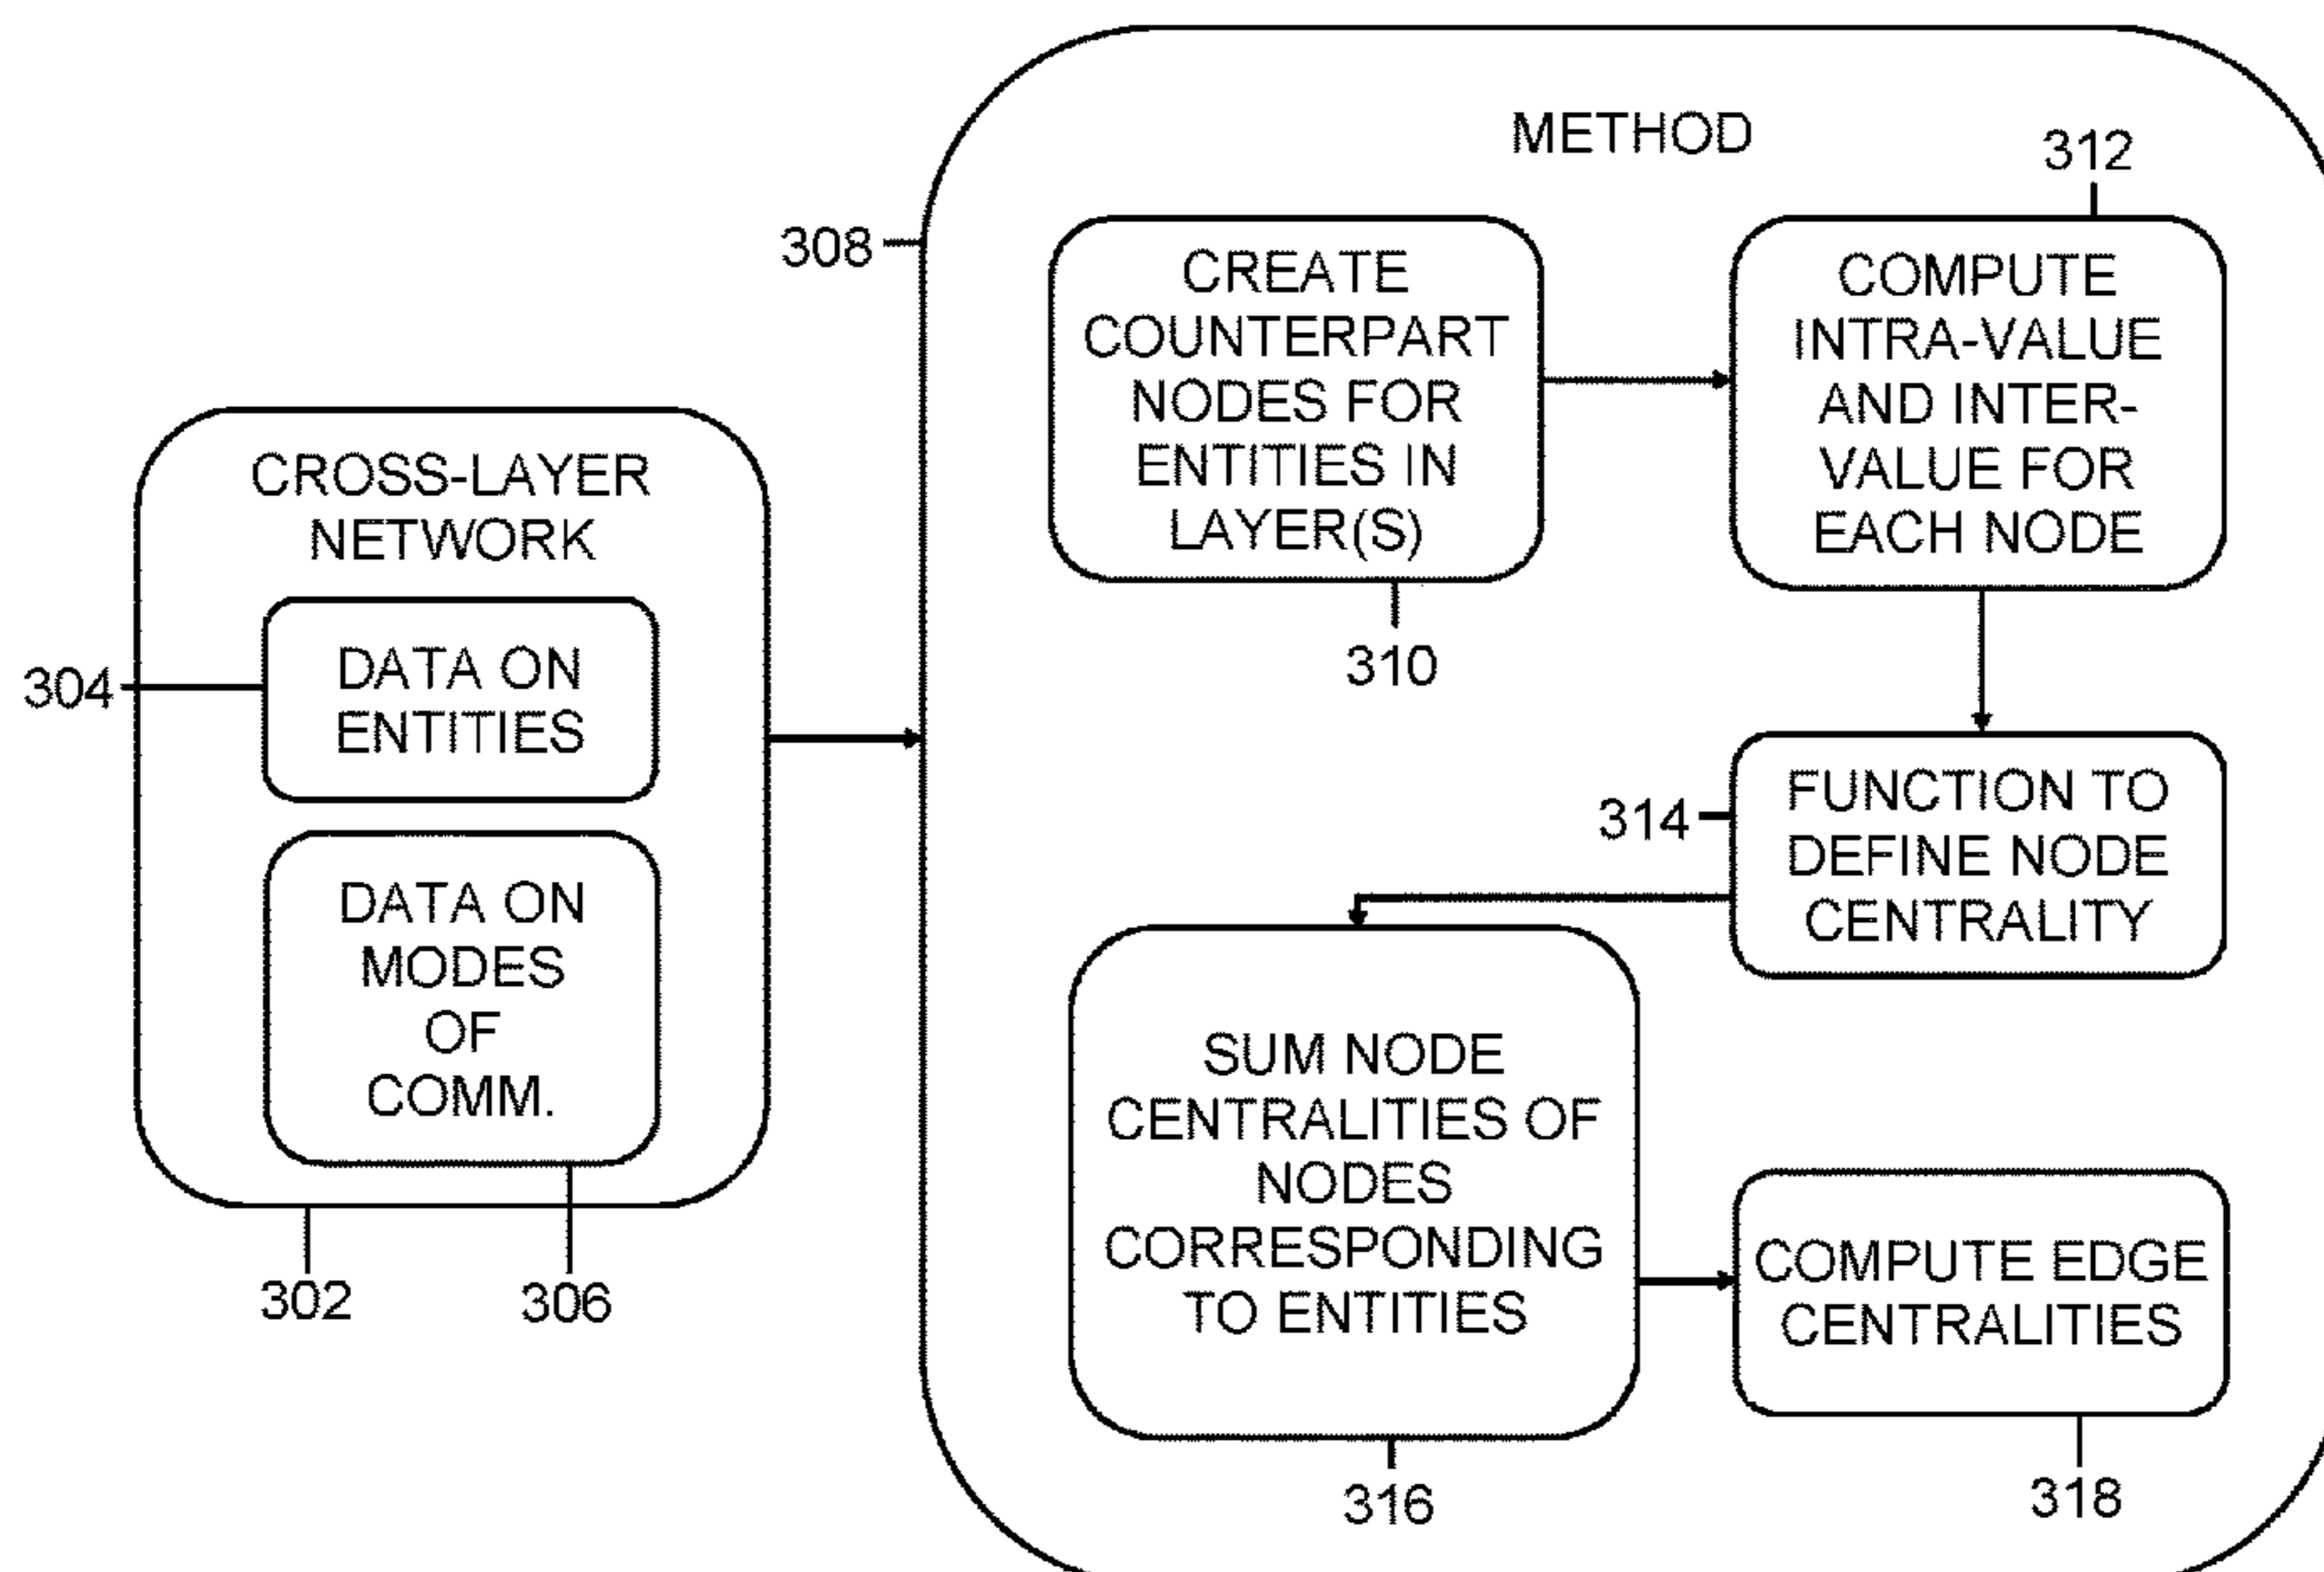 CROSS-LAYER
NETWORK
304
DATA ON
ENTITIES
DATA ON
MODES
OF
COMM.
302
306
308
METHOD
CREATE
COUNTERPART
NODES FOR
ENTITIES IN
LAYER(S)
310
312
COMPUTE
INTRA-VALUE
AND INTER-
VALUE FOR
EACH NODE
314
FUNCTION TO
DEFINE NODE
CENTRALITY
SUM NODE
CENTRALITIES OF
NODES
CORRESPONDING
TO ENTITIES
316
COMPUTE EDGE
CENTRALITIES
318